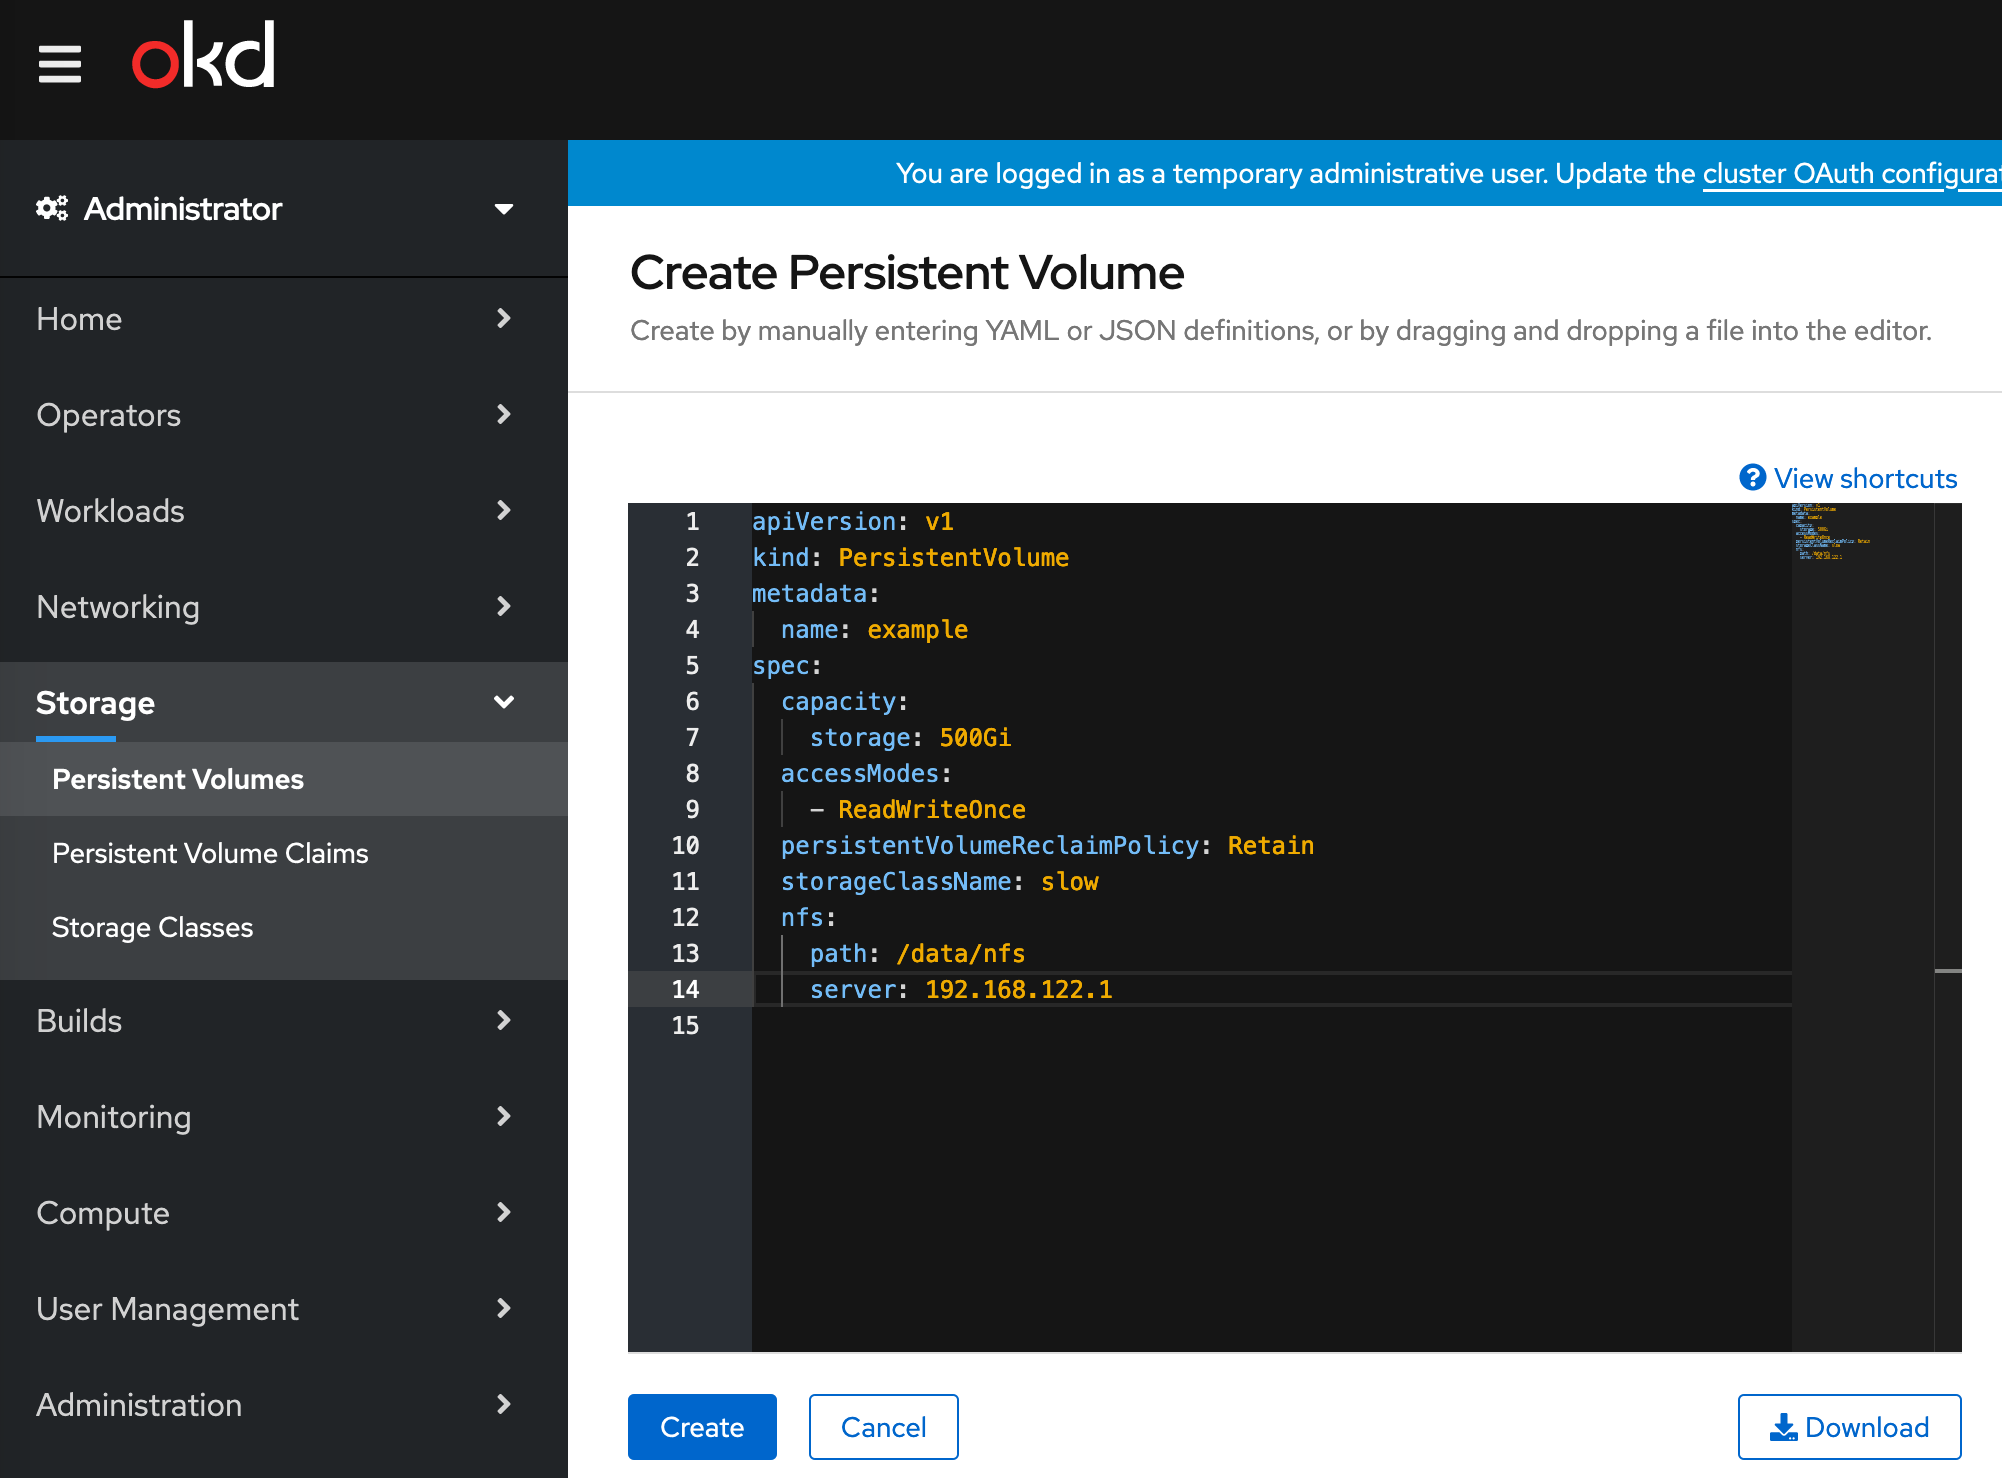 okd
You are logged in as a temporary administrative user. Update the cluster OAuth configurat
Administrator
Home
Operators
Workloads
Networking
Storage
Persistent Volumes
Persistent Volume Claims
Storage Classes
Builds
Monitoring
Compute
User Management
Administration
Create Persistent Volume
Create by manually entering YAML or JSON definitions, or by dragging and dropping a file into the editor.
View shortcuts
1 apiVersion: v1
2 kind: PersistentVolume
3 metadata:
4   name: example
5 spec:
6   capacity:
7     storage: 500Gi
8   accessModes:
9     - ReadWriteOnce
10   persistentVolumeReclaimPolicy: Retain
11   storageClassName: slow
12   nfs:
13     path: /data/nfs
14     server: 192.168.122.1
15
Create
Cancel
Download